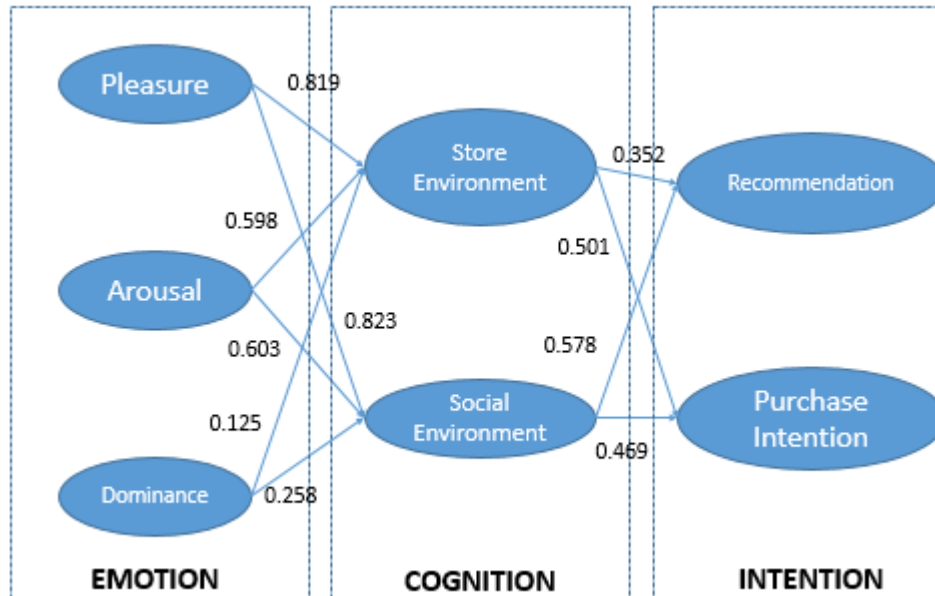 Pleasure
0.819
Store
Environment
0.352
Recommendation
0.598
0.501
Arousal
0.823
0.603
0.578
Social
Environment
Purchase
Intention
0.125
0.469
Dominance
0.258
EMOTION
COGNITION
INTENTION